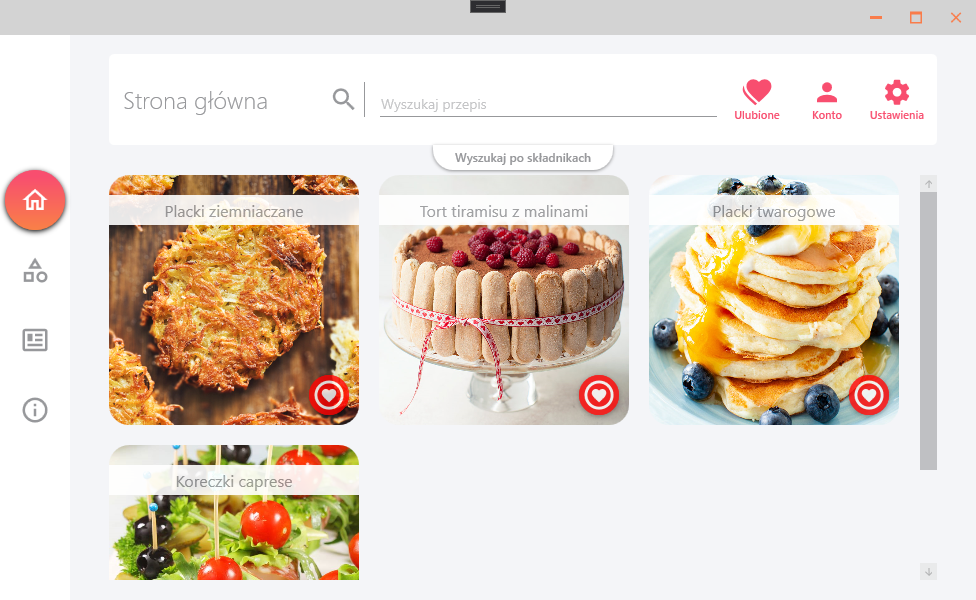 Strona główna
Wyszukaj przepis
Ulubione
Konto
Ustawienia
Wyszukaj po składnikach
Placki ziemniaczane
Tort tiramisu z malinami
Placki twarogowe
Koreczki caprese